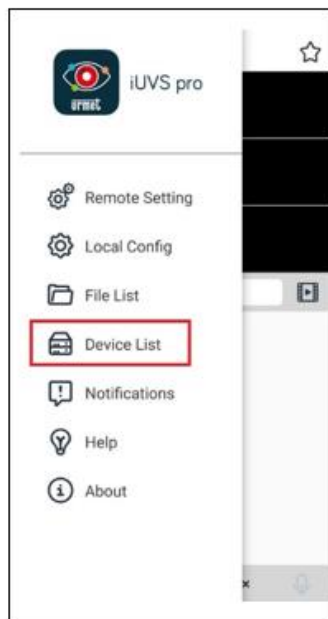 urmet
iUVS pro
Remote Setting
Local Config
File List
Device List
Notifications
Help
About